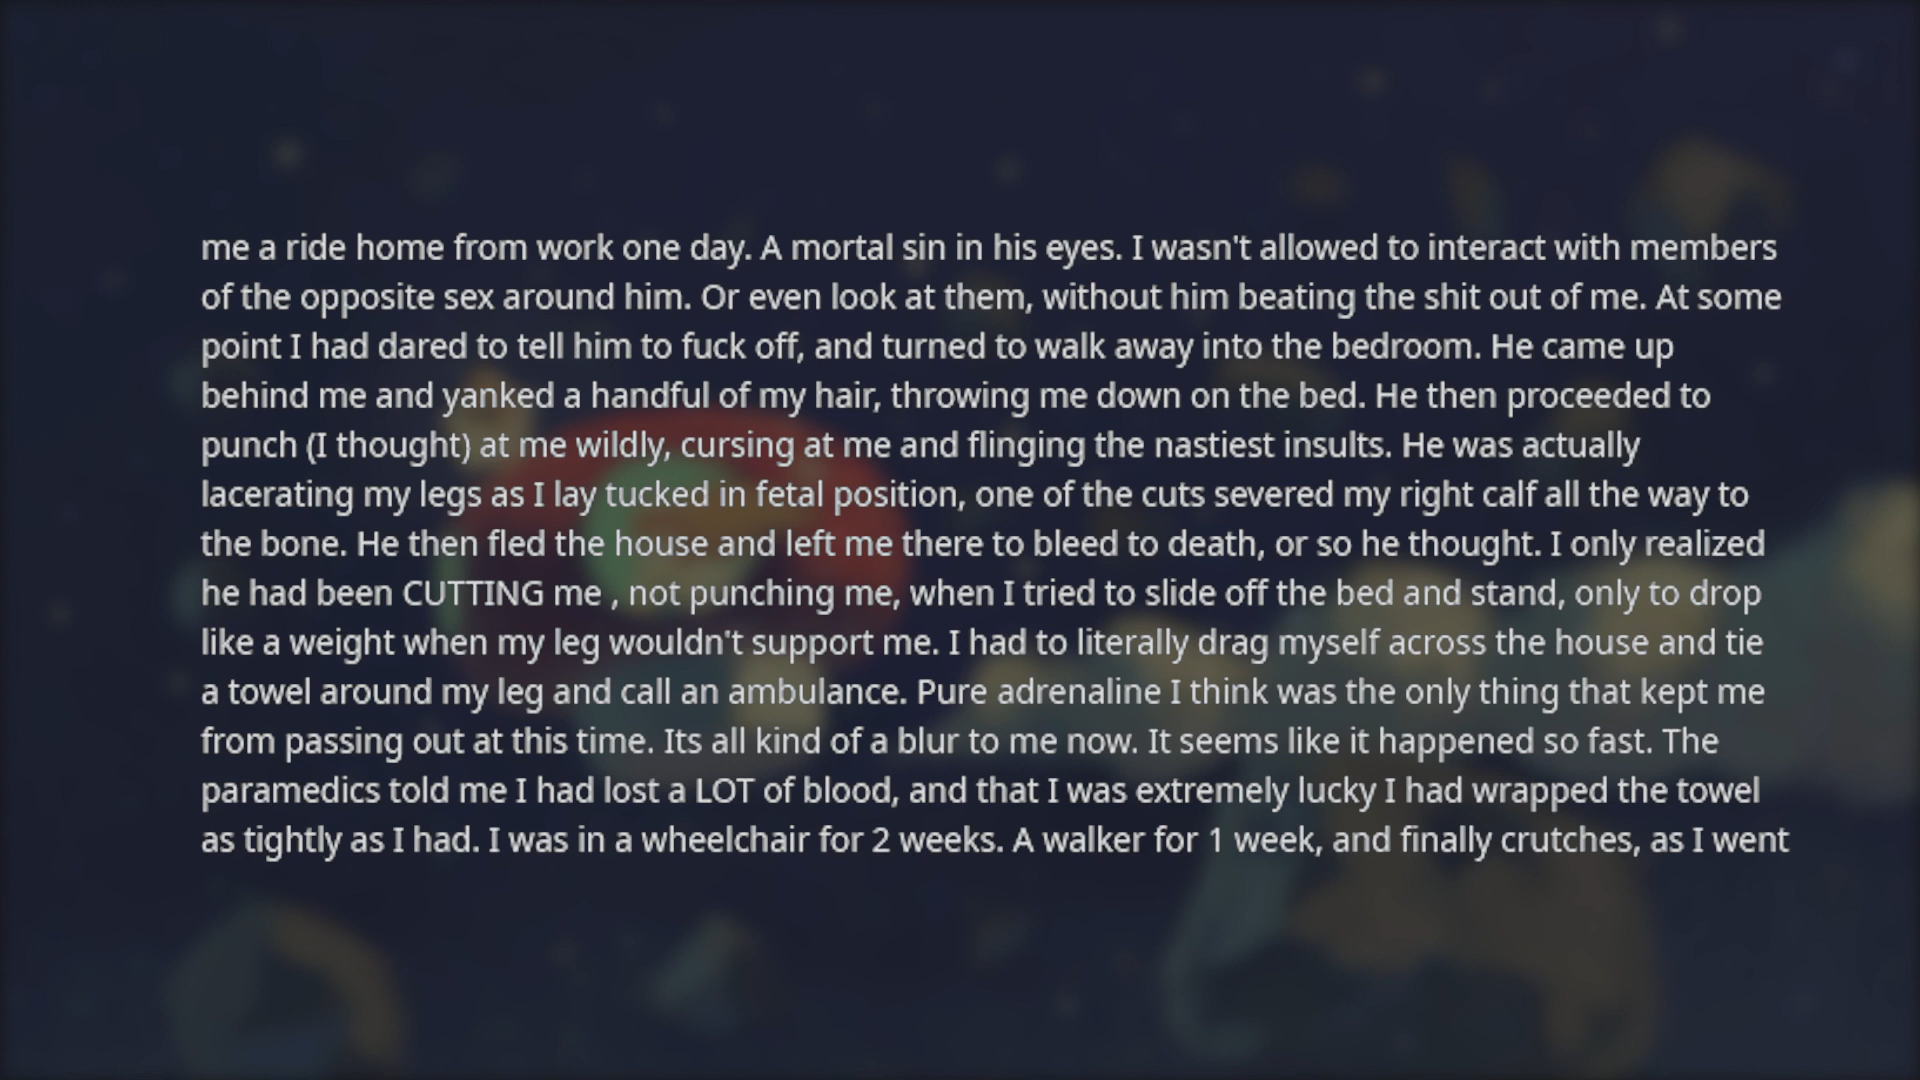 me a ride home from work one day. A mortal sin in his eyes. I wasn't allowed to interact with members
of the opposite sex around him. Or even look at them, without him beating the shit out of me. At some
point I had dared to tell him to fuck off, and turned to walk away into the bedroom. He came up
behind me and yanked a handful of my hair, throwing me down on the bed. He then proceeded to
punch (I thought) at me wildly, cursing at me and flinging the nastiest insults. He was actually
lacerating my legs as I lay tucked in fetal position, one of the cuts severed my right calf all the way to
the bone. He then fled the house and left me there to bleed to death, or so he thought. I only realized
he had been CUTTING me , not punching me, when I tried to slide off the bed and stand, only to drop
like a weight when my leg wouldn't support me. I had to literally drag myself across the house and tie
a towel around my leg and call an ambulance. Pure adrenaline I think was the only thing that kept me
from passing out at this time. Its all kind of a blur to me now. It seems like it happened so fast. The
paramedics told me I had lost a LOT of blood, and that I was extremely lucky I had wrapped the towel
as tightly as I had. I was in a wheelchair for 2 weeks. A walker for 1 week, and finally crutches, as I went